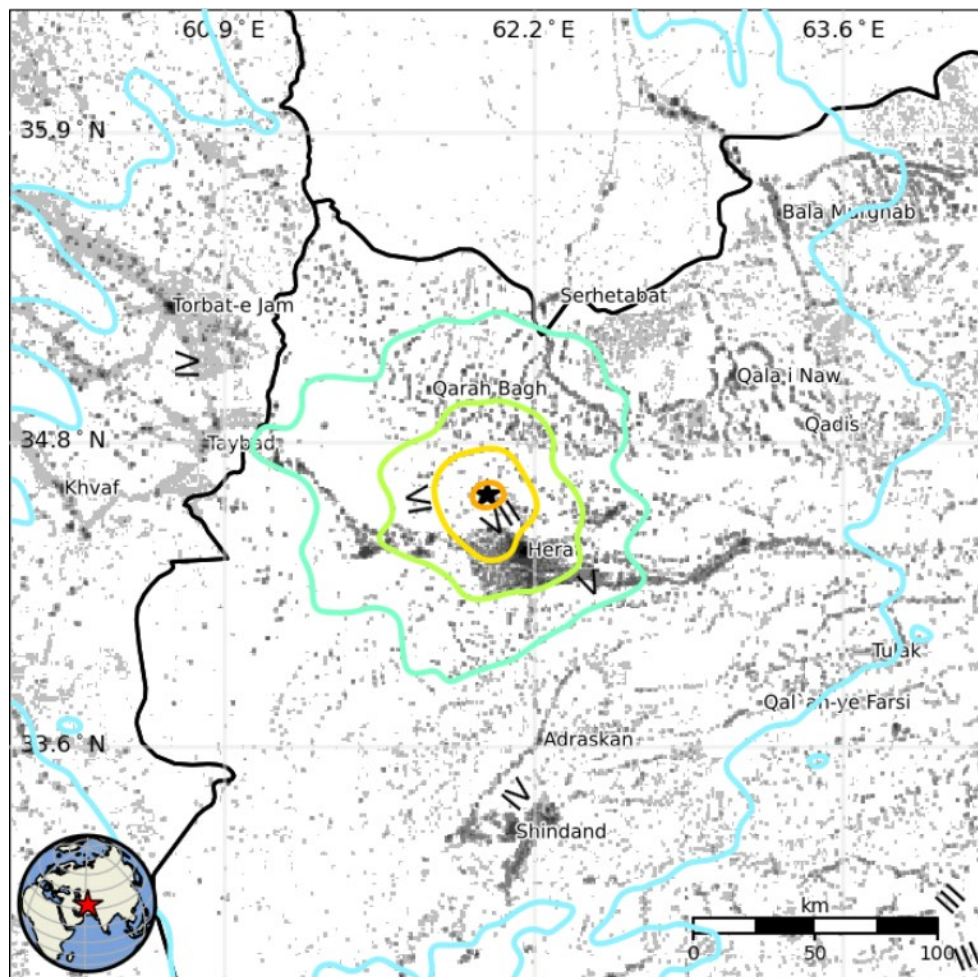 60.9°E 62.2°E 63.6°E
35.9°N
Bala Murghab
Serhetabat
Torbat-e Jam
IV
Qala i Naw
Qarah Bagh
Qadis
34.8°N
Taybad
Khvaf
VI
VII
Hera
V
Tulak
Qal`an-ye Farsi
33.6°N
Adraskan
IV
Shindand
III
km
0 50 100